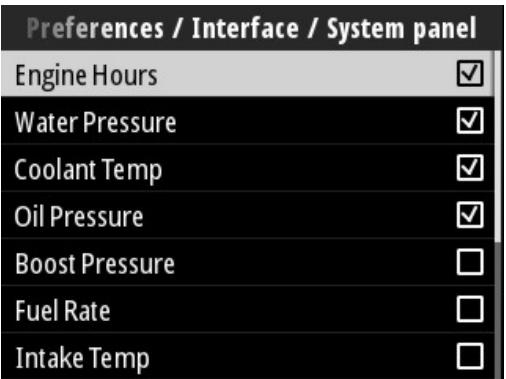 Preferences / Interface / System panel
Engine Hours
Water Pressure
Coolant Temp
Oil Pressure
Boost Pressure
Fuel Rate
Intake Temp